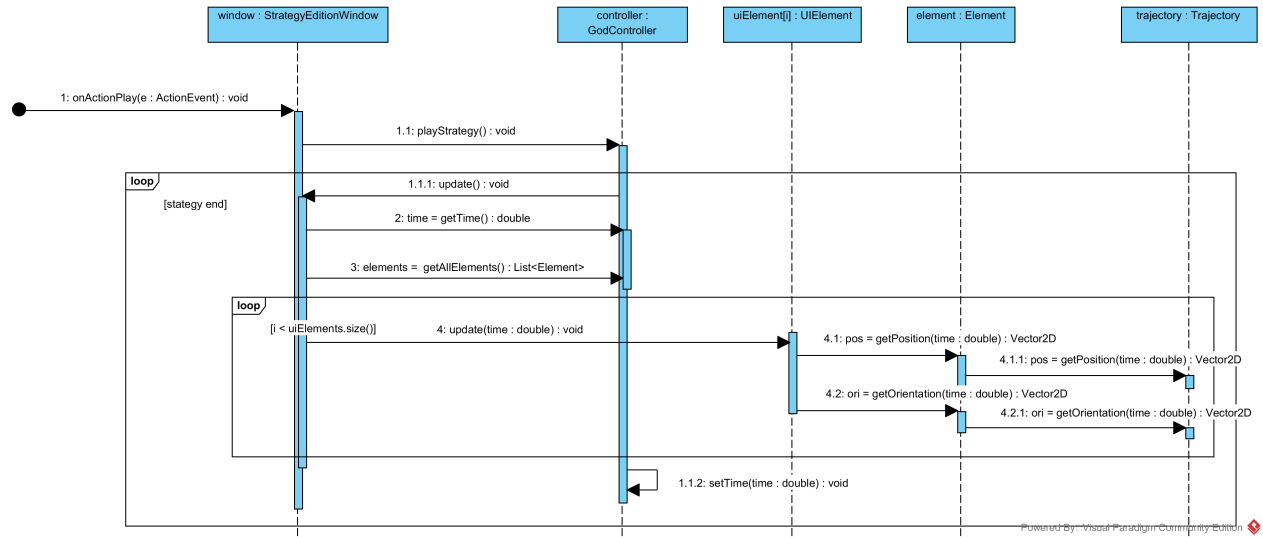 window : StrategyEditionWindow
controller :
GodController
uiElement[i] : UIElement
element : Element
trajectory : Trajectory
1: onActionPlay(e : ActionEvent) : void
1.1: playStrategy() : void
loop
1.1.1: update() : void
[stategy end]
2: time = getTime() : double
3: elements =  getAllElements() : List<Element>
loop
[i < uiElements.size()]
4: update(time : double) : void
4.1: pos = getPosition(time : double) : Vector2D
4.1.1: pos = getPosition(time : double) : Vector2D
4.2: ori = getOrientation(time : double) : Vector2D
4.2.1: ori = getOrientation(time : double) : Vector2D
1.1.2: setTime(time : double) : void
Powered By: Visual Paradigm Community Edition